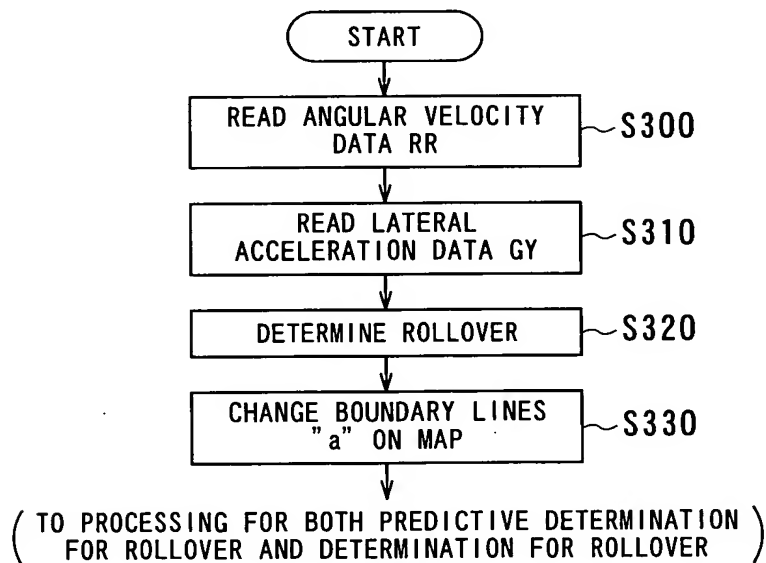 START
READ ANGULAR VELOCITY
DATA RR
S300
READ LATERAL
ACCELERATION DATA GY
S310
DETERMINE ROLLOVER
S320
CHANGE BOUNDARY LINES
"a" ON MAP
S330
(TO PROCESSING FOR BOTH PREDICTIVE DETERMINATION
FOR ROLLOVER AND DETERMINATION FOR ROLLOVER)